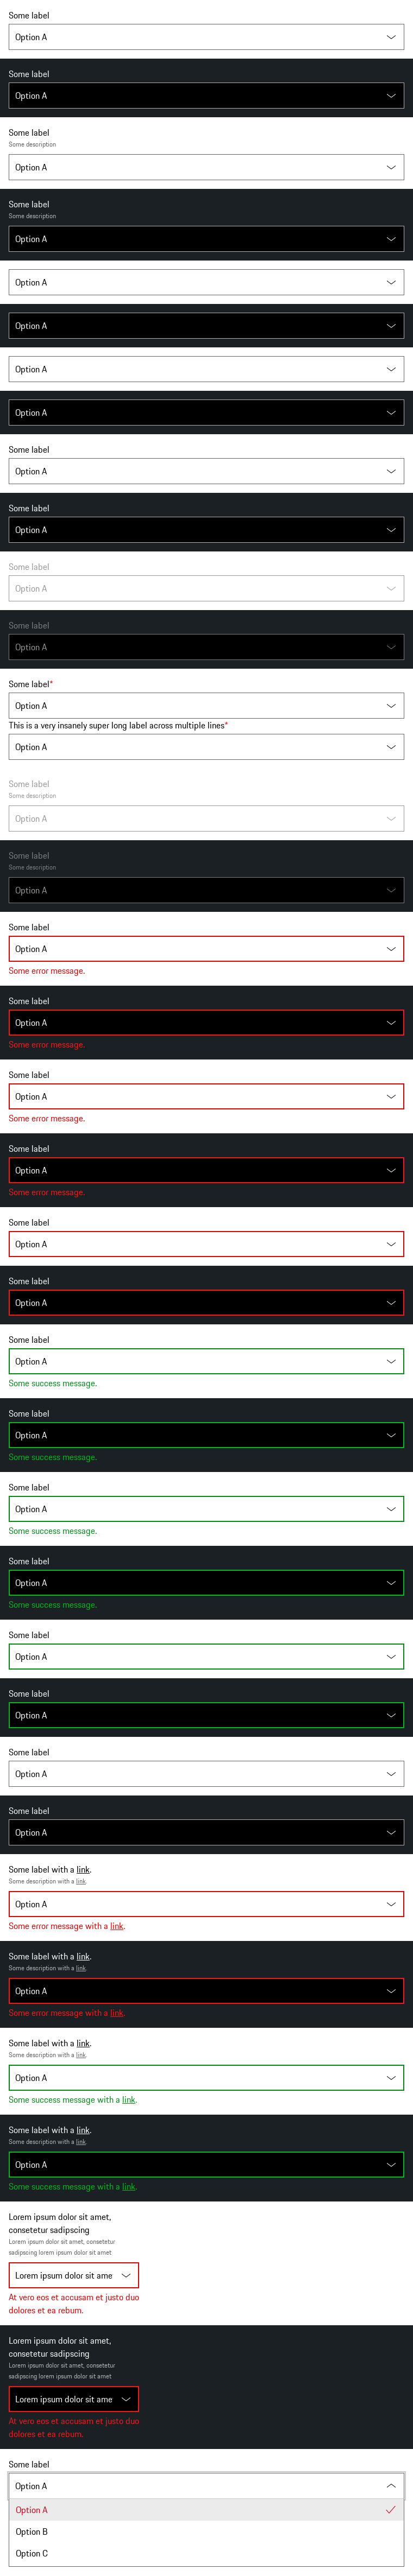 Some label
Option A
Some label
Option A
Some label
Some description
Option A
Some label
Some description
Option A
Option A
Option A
Option A
Option A
Some label
Option A
Some label
Option A
Some label
Option A
Some label
Option A
Some label*
Option A
This is a very insanely super long label across multiple lines*
Option A
Some label
Some description
Option A
Some label
Some description
Option A
Some label
Option A
Some error message.
Some label
Option A
Some error message.
Some label
Option A
Some error message.
Some label
Option A
Some error message.
Some label
Option A
Some label
Option A
Some label
Option A
Some success message.
Some label
Option A
Some success message.
Some label
Option A
Some success message.
Some label
Option A
Some success message.
Some label
Option A
Some label
Option A
Some label
Option A
Some label
Option A
Some label with a link.
Some description with a link.
Option A
Some error message with a link.
Some label with a link.
Some description with a link.
Option A
Some error message with a link.
Some label with a link.
Some description with a link.
Option A
Some success message with a link.
Some label with a link.
Some description with a link.
Option A
Some success message with a link.
Lorem ipsum dolor sit amet,
consetetur sadipscing
Lorem ipsum dolor sit amet, consetetur
sadipscing lorem ipsum dolor sit amet
Lorem ipsum dolor sit ame
At vero eos et accusam et justo duo
dolores et ea rebum.
Lorem ipsum dolor sit amet,
consetetur sadipscing
Lorem ipsum dolor sit amet, consetetur
sadipscing lorem ipsum dolor sit amet
Lorem ipsum dolor sit ame
At vero eos et accusam et justo duo
dolores et ea rebum.
Some label
Option A
Option A
Option B
Option C